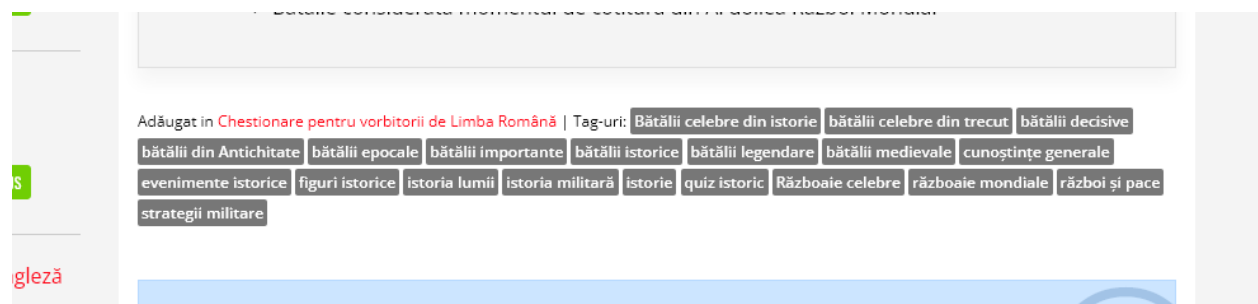 Adăugat in Chestionare pentru vorbitorii de Limba Română | Tag-uri: Bătălii celebre din istorie bătălii celebre din trecut bătălii decisive
bătălii din Antichitate bătălii epocale bătălii importante bătălii istorice bătălii legendare bătălii medievale cunoștințe generale
evenimente istorice figuri istorice istoria lumii istoria militară istorie quiz istoric Războaie celebre războaie mondiale război și pace
strategii militare